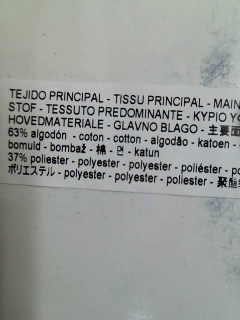 TEJIDO PRINCIPAL - TISSU PRINCIPAL - MAIN
STOF - TESSUTO PREDOMINANTE - ΚΥΡΙΟ
HOVEDMATERIALE - GLAVNO BLAGO - 主要面
63% algodón - coton - cotton - algodão - katoen -
bomuld - bombaž - 棉 - 면 - katun
37% poliester - polyester - polyester - poliéster -
ポリエステル - polyester - polyester - poliester - 聚酯